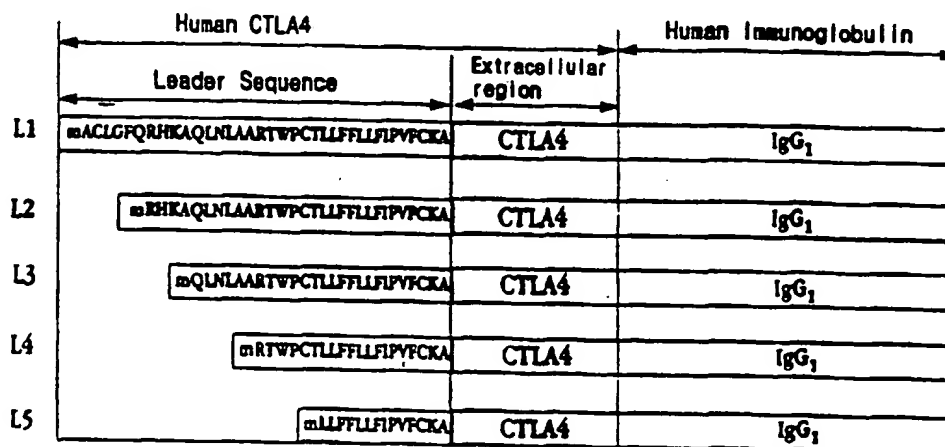 Human CTLA4 Human Immunoglobulin
Leader Sequence Extracellular region
L1 mACLGFQRHKAQLNLAARTWPCTLLFFLLFIPVFCKA CTLA4 IgG₁
L2 mRHKAQLNLAARTWPCTLLFFLLFIPVFCKA CTLA4 IgG₁
L3 mQLNLAARTWPCTLLFFLLFIPVFCKA CTLA4 IgG₁
L4 mRTWPCTLLFFLLFIPVFCKA CTLA4 IgG₁
L5 mLLFFLLFIPVFCKA CTLA4 IgG₁